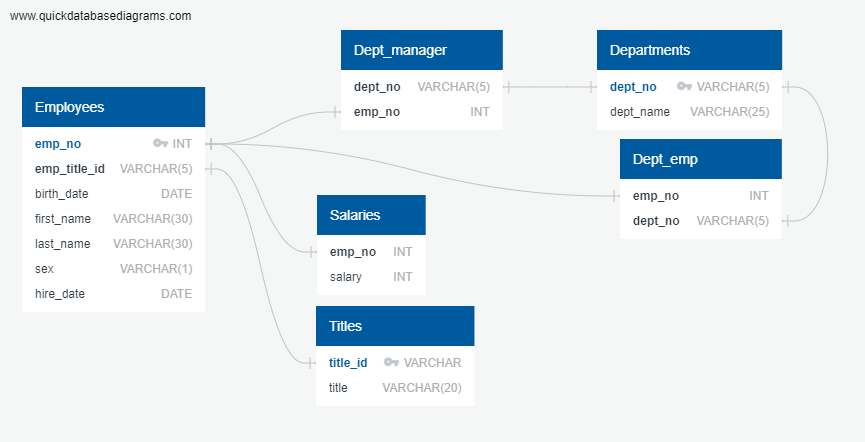 www.quickdatabasediagrams.com
Employees
emp_no INT
emp_title_id VARCHAR(5)
birth_date DATE
first_name VARCHAR(30)
last_name VARCHAR(30)
sex VARCHAR(1)
hire_date DATE
Dept_manager
dept_no VARCHAR(5)
emp_no INT
Departments
dept_no VARCHAR(5)
dept_name VARCHAR(25)
Dept_emp
emp_no INT
dept_no VARCHAR(5)
Salaries
emp_no INT
salary INT
Titles
title_id VARCHAR
title VARCHAR(20)